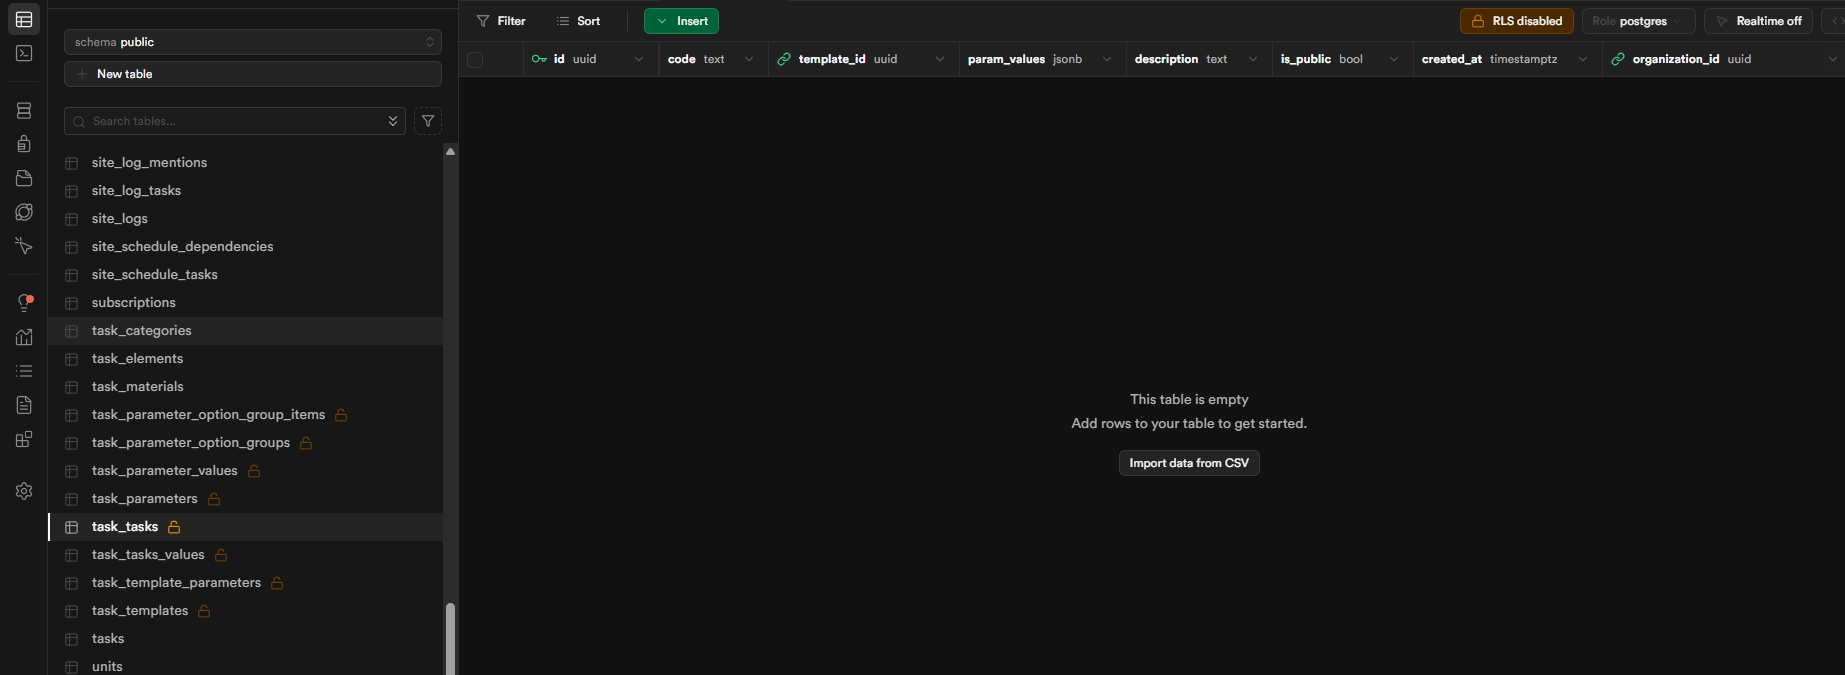 schema public
New table
Search tables...
site_log_mentions
site_log_tasks
site_logs
site_schedule_dependencies
site_schedule_tasks
subscriptions
task_categories
task_elements
task_materials
task_parameter_option_group_items
task_parameter_option_groups
task_parameter_values
task_parameters
task_tasks
task_tasks_values
task_template_parameters
task_templates
tasks
units
Filter Sort Insert RLS disabled Role postgres Realtime off
id uuid code text template_id uuid param_values jsonb description text is_public bool created_at timestamptz organization_id uuid
This table is empty
Add rows to your table to get started.
Import data from CSV